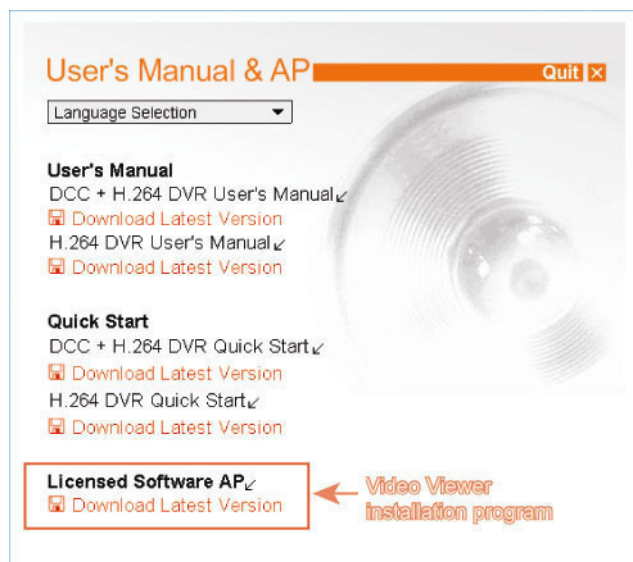 User's Manual & AP
Quit
Language Selection
User's Manual
DCC + H.264 DVR User's Manual
Download Latest Version
H.264 DVR User's Manual
Download Latest Version
Quick Start
DCC + H.264 DVR Quick Start
Download Latest Version
H.264 DVR Quick Start
Download Latest Version
Licensed Software AP
Download Latest Version
Video Viewer
installation program